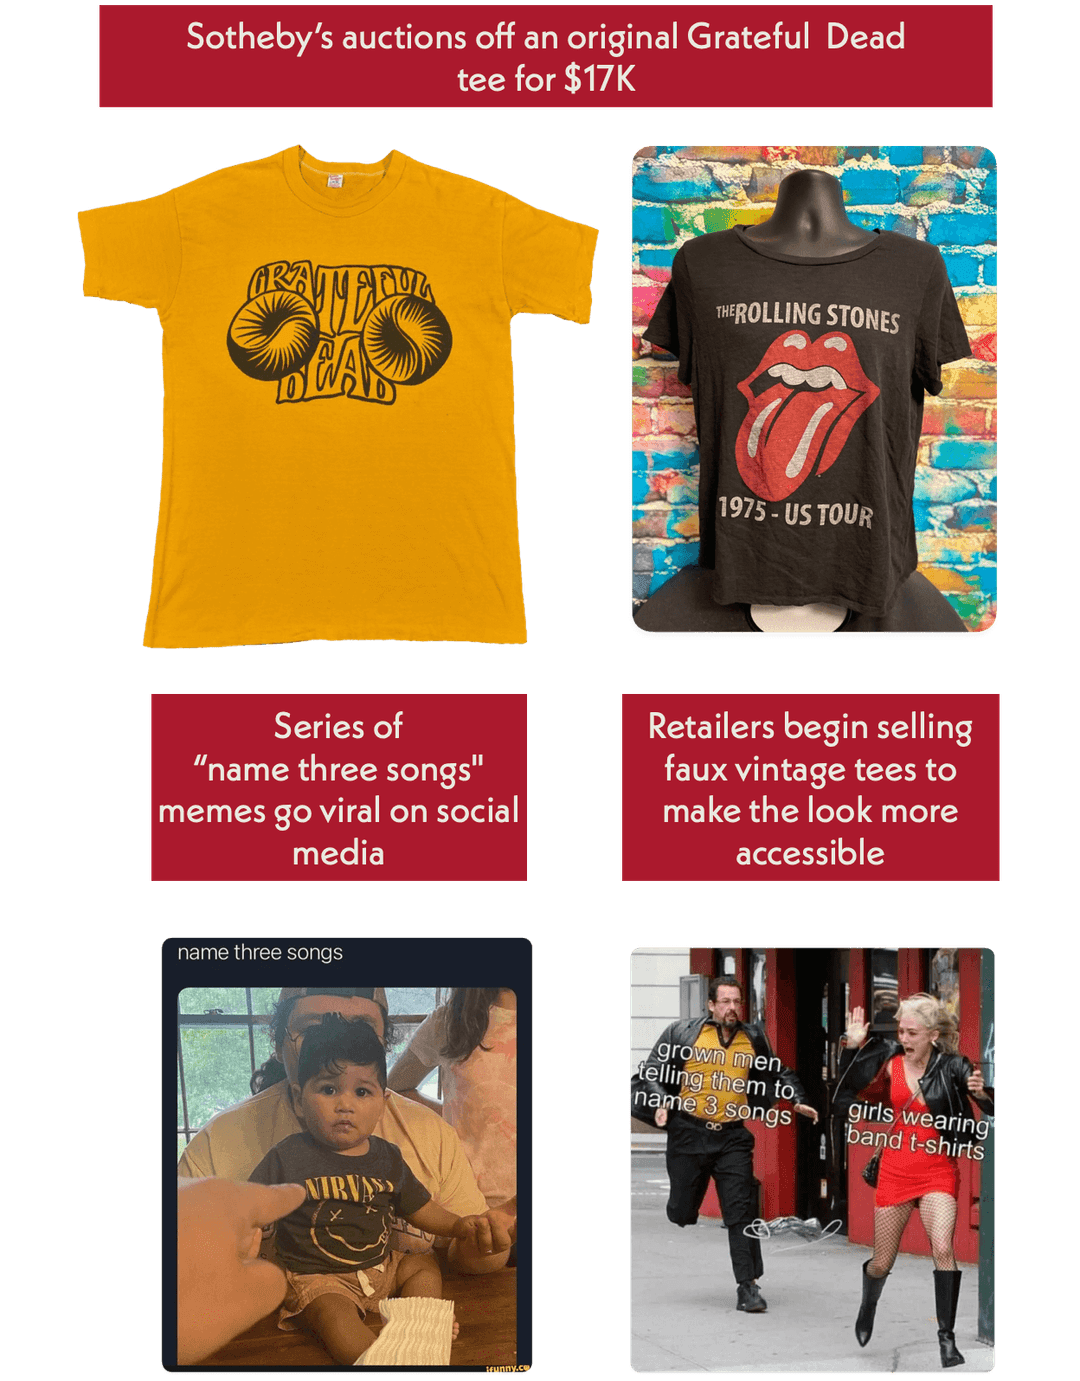 Sotheby’s auctions off an original Grateful Dead
tee for $17K
GRATEFUL
DEAD
THE ROLLING STONES
1975 - US TOUR
Series of
“name three songs"
memes go viral on social
media
Retailers begin selling
faux vintage tees to
make the look more
accessible
name three songs
NIRVANA
ifunny.co
grown men
telling them to
name 3 songs
girls wearing
band t-shirts